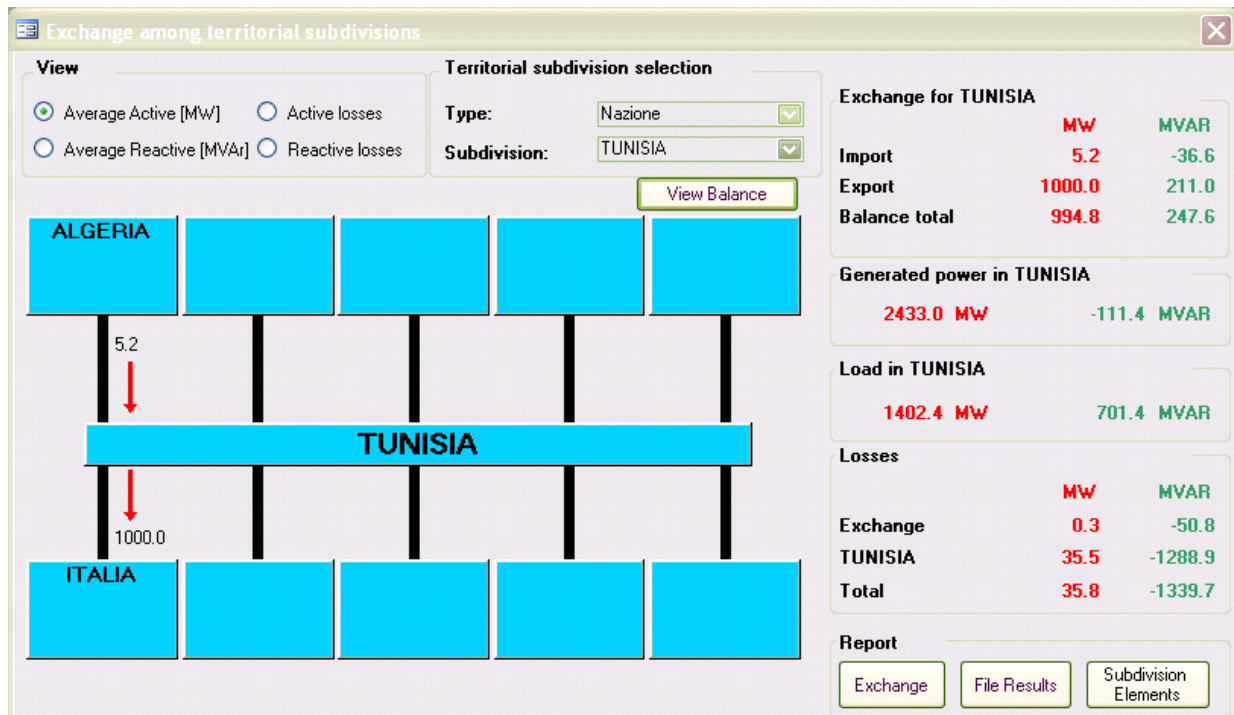 Exchange among territorial subdivisions
View
Average Active [MW] Active losses
Average Reactive [MVAr] Reactive losses
Territorial subdivision selection
Type: Nazione
Subdivision: TUNISIA
View Balance
ALGERIA
5.2
TUNISIA
1000.0
ITALIA
Exchange for TUNISIA
MW MVAR
Import 5.2 -36.6
Export 1000.0 211.0
Balance total 994.8 247.6
Generated power in TUNISIA
2433.0 MW -111.4 MVAR
Load in TUNISIA
1402.4 MW 701.4 MVAR
Losses
MW MVAR
Exchange 0.3 -50.8
TUNISIA 35.5 -1288.9
Total 35.8 -1339.7
Report
Exchange File Results Subdivision
Elements